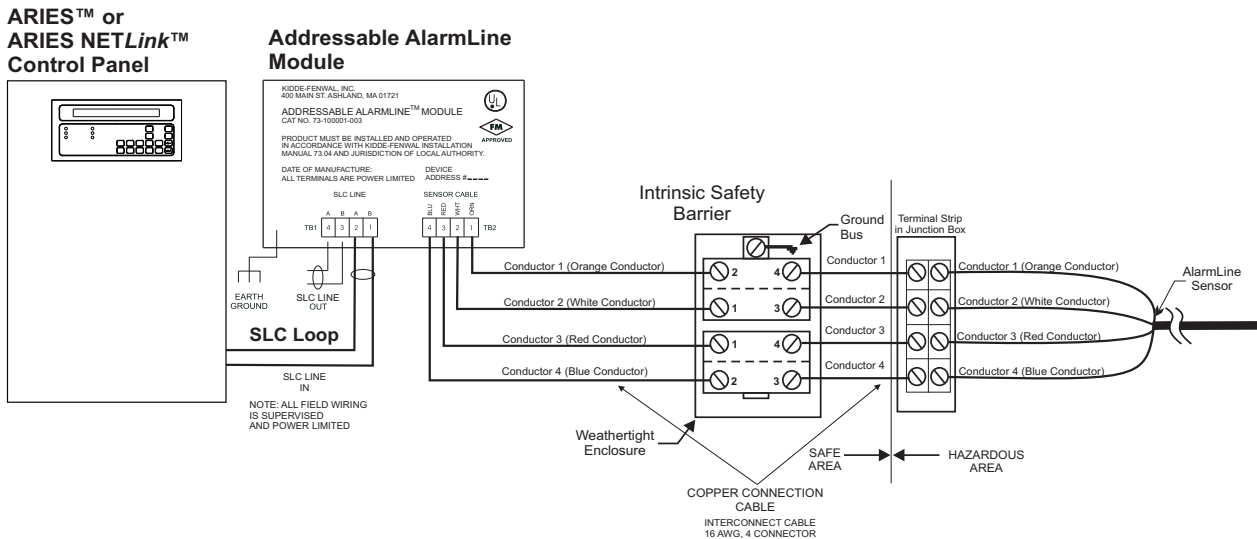 ARIES™ or
ARIES NETLink™
Control Panel
Addressable AlarmLine
Module
KIDDE-FENWAL, INC.
400 MAIN ST. ASHLAND, MA 01721
ADDRESSABLE ALARMLINE™ MODULE
CAT NO. 73-100001-003
UL
FM
APPROVED
PRODUCT MUST BE INSTALLED AND OPERATED
IN ACCORDANCE WITH KIDDE-FENWAL INSTALLATION
MANUAL 73.04 AND JURISDICTION OF LOCAL AUTHORITY.
DATE OF MANUFACTURE:
ALL TERMINALS ARE POWER LIMITED
DEVICE
ADDRESS #____
SLC LINE
A B A B
TB1 4 3 2 1
SENSOR CABLE
BLU RED WHT ORN
4 3 2 1 TB2
EARTH
GROUND
SLC LINE
OUT
SLC Loop
SLC LINE
IN
NOTE: ALL FIELD WIRING
IS SUPERVISED
AND POWER LIMITED
Conductor 1 (Orange Conductor)
Conductor 2 (White Conductor)
Conductor 3 (Red Conductor)
Conductor 4 (Blue Conductor)
Intrinsic Safety
Barrier
Ground
Bus
2 4
1 3
1 4
2 3
Weathertight
Enclosure
Conductor 1
Conductor 2
Conductor 3
Conductor 4
Terminal Strip
in Junction Box
Conductor 1 (Orange Conductor)
Conductor 2 (White Conductor)
Conductor 3 (Red Conductor)
Conductor 4 (Blue Conductor)
AlarmLine
Sensor
SAFE
AREA
HAZARDOUS
AREA
COPPER CONNECTION
CABLE
INTERCONNECT CABLE
16 AWG, 4 CONNECTOR